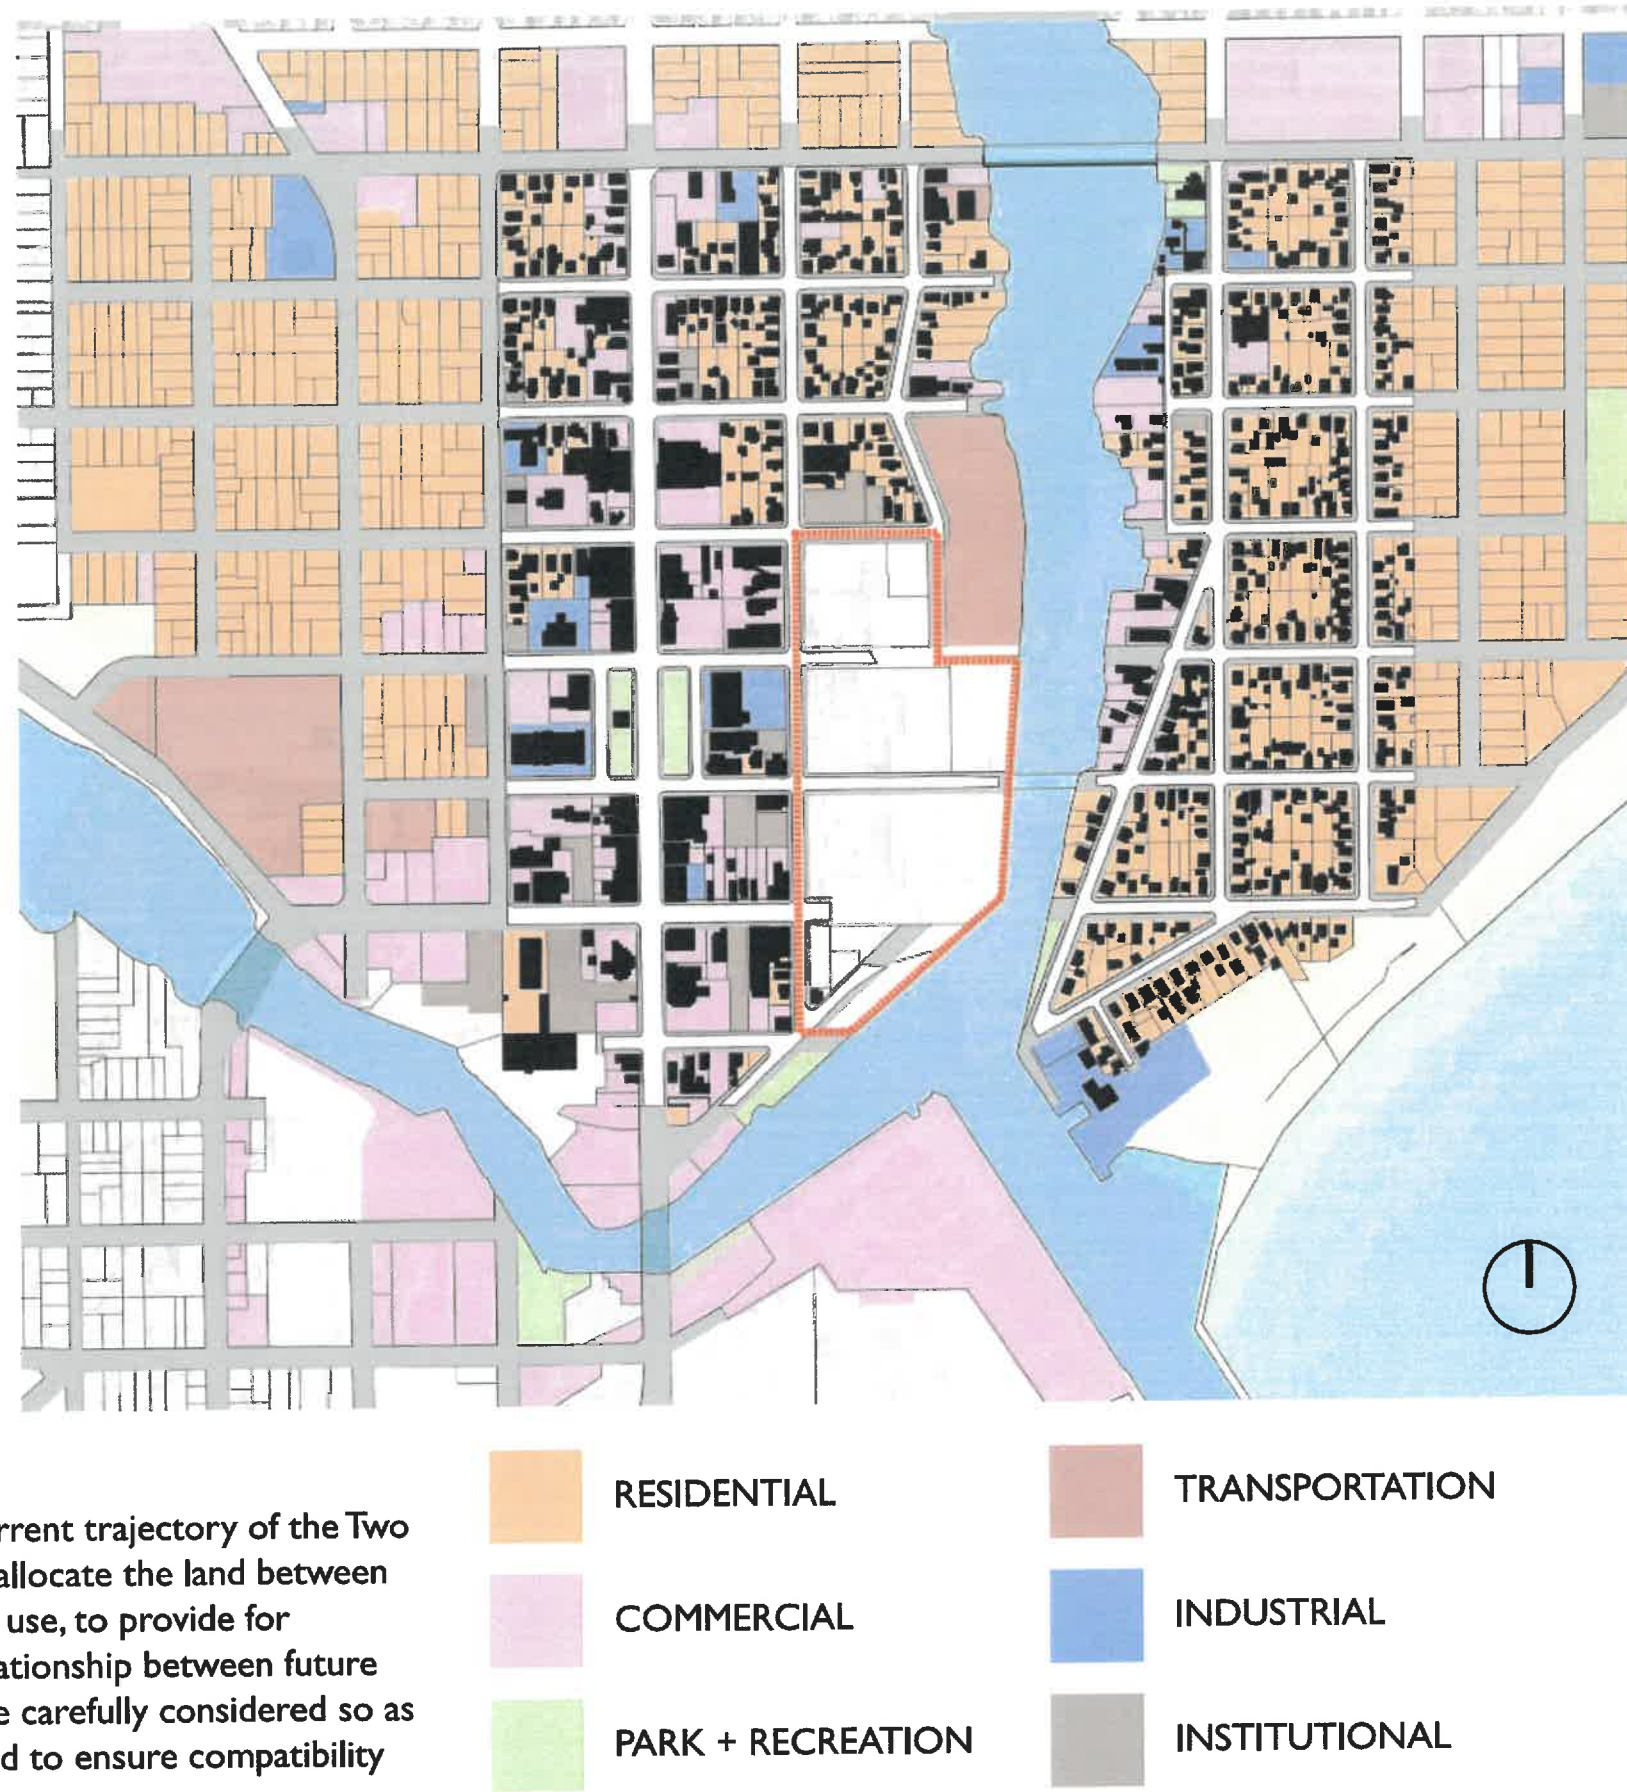 rrent trajectory of the Two
allocate the land between
use, to provide for
ationship between future
e carefully considered so as
d to ensure compatibility
RESIDENTIAL
COMMERCIAL
PARK + RECREATION
TRANSPORTATION
INDUSTRIAL
INSTITUTIONAL